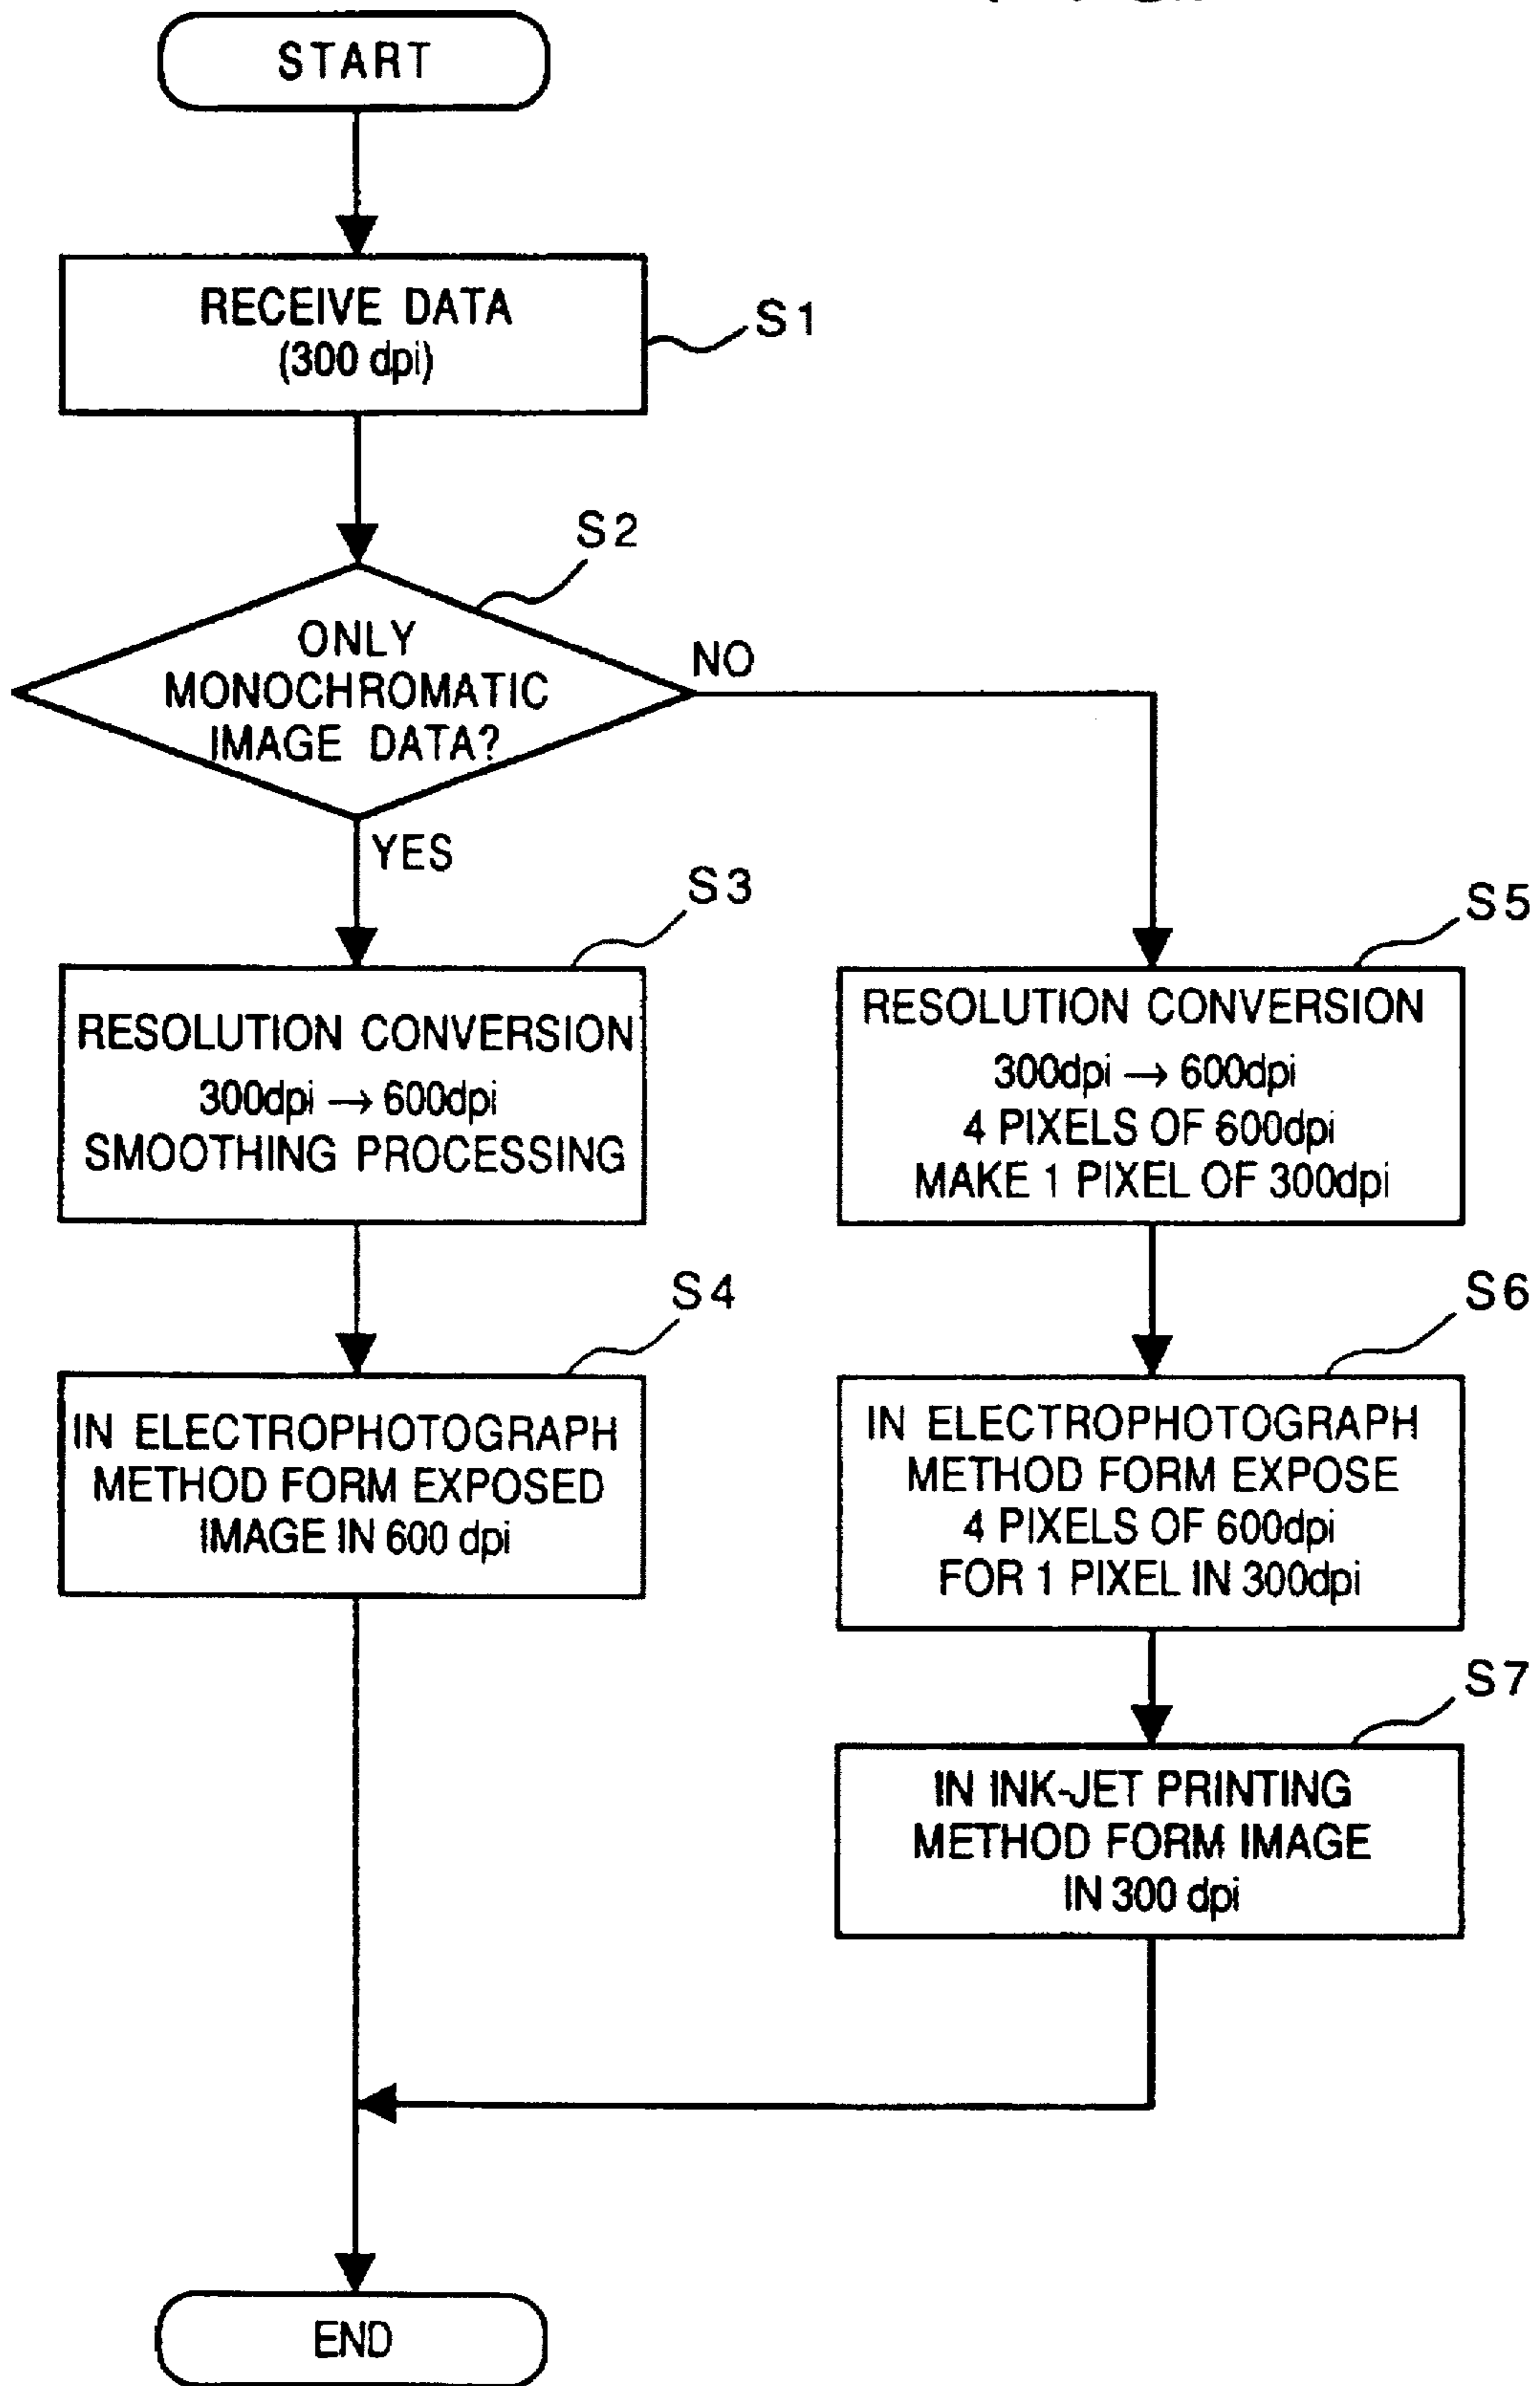 START
RECEIVE DATA
(300 dpi)
S1
S2
ONLY
MONOCHROMATIC
IMAGE DATA?
NO
YES
S3
RESOLUTION CONVERSION
300dpi → 600dpi
SMOOTHING PROCESSING
S4
IN ELECTROPHOTOGRAPH
METHOD FORM EXPOSED
IMAGE IN 600 dpi
S5
RESOLUTION CONVERSION
300dpi → 600dpi
4 PIXELS OF 600dpi
MAKE 1 PIXEL OF 300dpi
S6
IN ELECTROPHOTOGRAPH
METHOD FORM EXPOSE
4 PIXELS OF 600dpi
FOR 1 PIXEL IN 300dpi
S7
IN INK-JET PRINTING
METHOD FORM IMAGE
IN 300 dpi
END